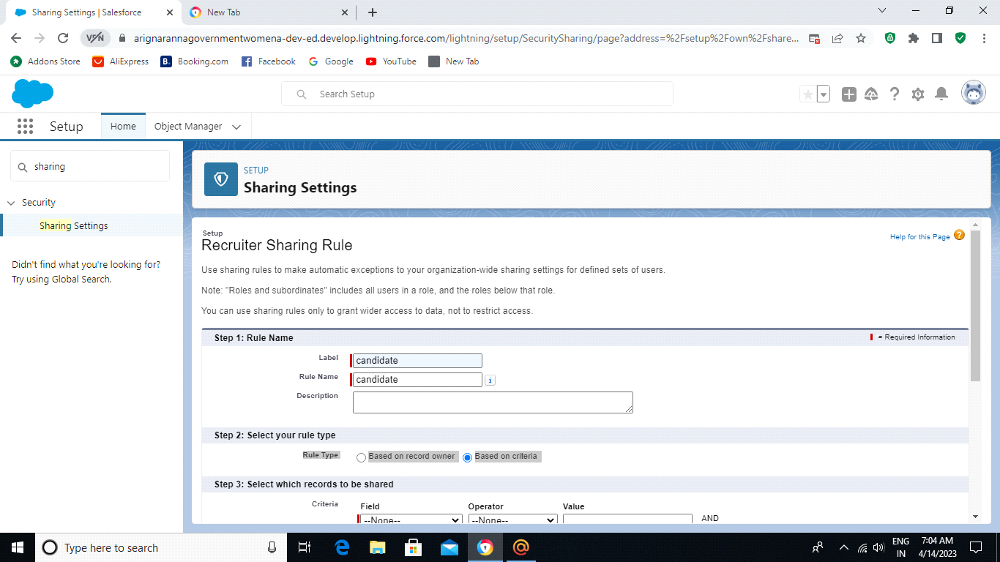 Sharing Settings | Salesforce
New Tab
VPN
arignarannagovernmentwomena-dev-ed.develop.lightning.force.com/lightning/setup/SecuritySharing/page?address=%2Fsetup%2Fown%2Fshare...
Addons Store
AliExpress
B.
Booking.com
Facebook
Google
YouTube
New Tab
Search Setup
Setup
Home
Object Manager
sharing
Security
Sharing Settings
Didn't find what you're looking for?
Try using Global Search.
SETUP
Sharing Settings
Setup
Recruiter Sharing Rule
Help for this Page
Use sharing rules to make automatic exceptions to your organization-wide sharing settings for defined sets of users.
Note: "Roles and subordinates" includes all users in a role, and the roles below that role.
You can use sharing rules only to grant wider access to data, not to restrict access.
Step 1: Rule Name
= Required Information
Label
candidate
Rule Name
candidate
i
Description
Step 2: Select your rule type
Rule Type
Based on record owner
Based on criteria
Step 3: Select which records to be shared
Criteria
Field
Operator
Value
--None--
--None--
AND
Type here to search
ENG
IN
7:04 AM
4/14/2023